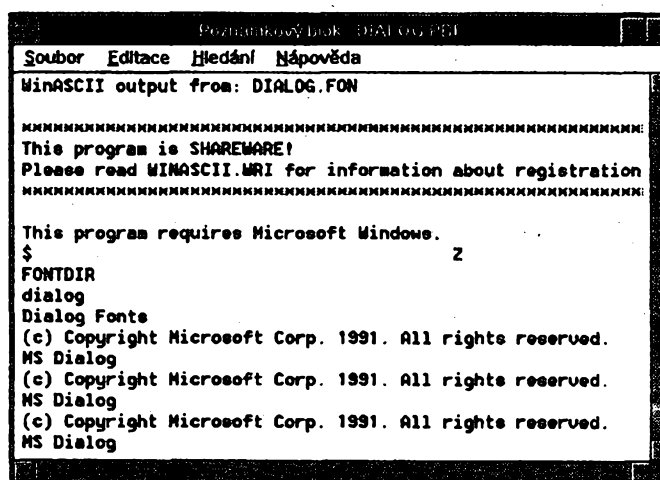 Poznámkový blok - DIALOG.PBF
Soubor Editace Hledání Nápověda
WinASCII output from: DIALOG.FON
This program is SHAREWARE!
Please read WINASCII.WRI for information about registration
This program requires Microsoft Windows.
$ Z
FONTDIR
dialog
Dialog Fonts
(c) Copyright Microsoft Corp. 1991. All rights reserved.
MS Dialog
(c) Copyright Microsoft Corp. 1991. All rights reserved.
MS Dialog
(c) Copyright Microsoft Corp. 1991. All rights reserved.
MS Dialog